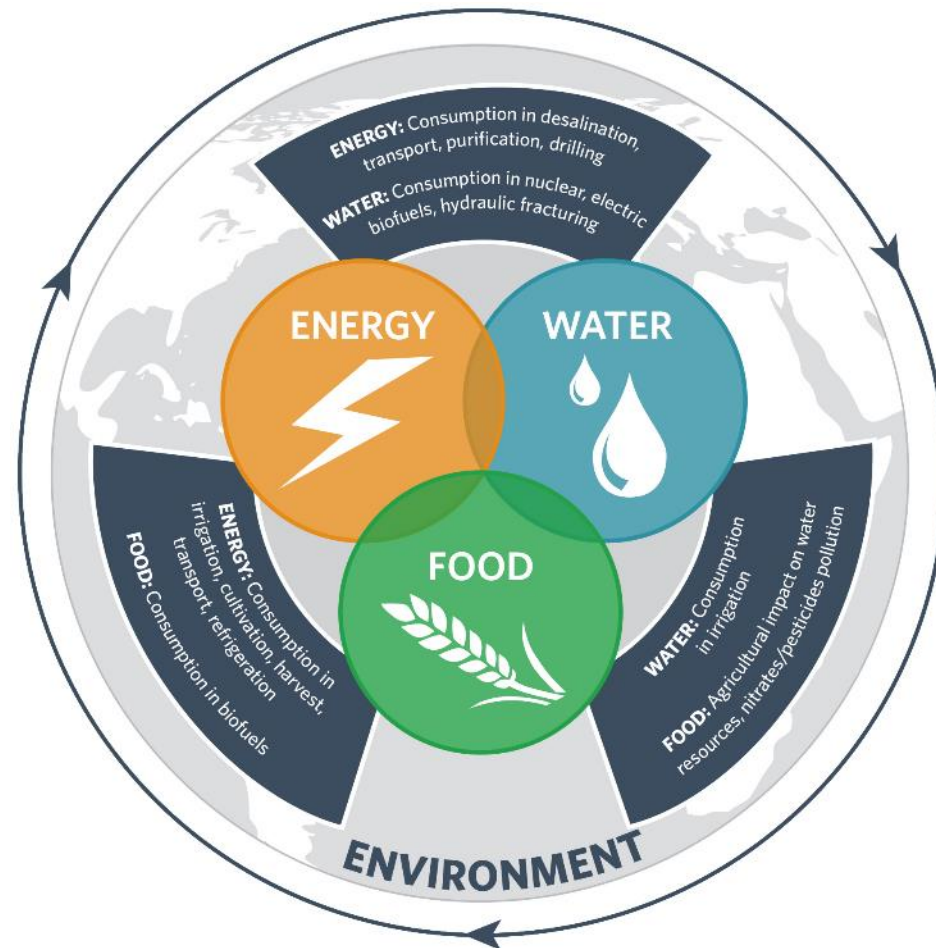 ENERGY: Consumption in desalination,
transport, purification, drilling
WATER: Consumption in nuclear, electric
biofuels, hydraulic fracturing
ENERGY
WATER
FOOD
ENERGY: Consumption in
irrigation, cultivation, harvest,
transport, refrigeration
FOOD: Consumption in biofuels
WATER: Consumption
in irrigation
FOOD: Agricultural impact on water
resources, nitrates/pesticides pollution
ENVIRONMENT